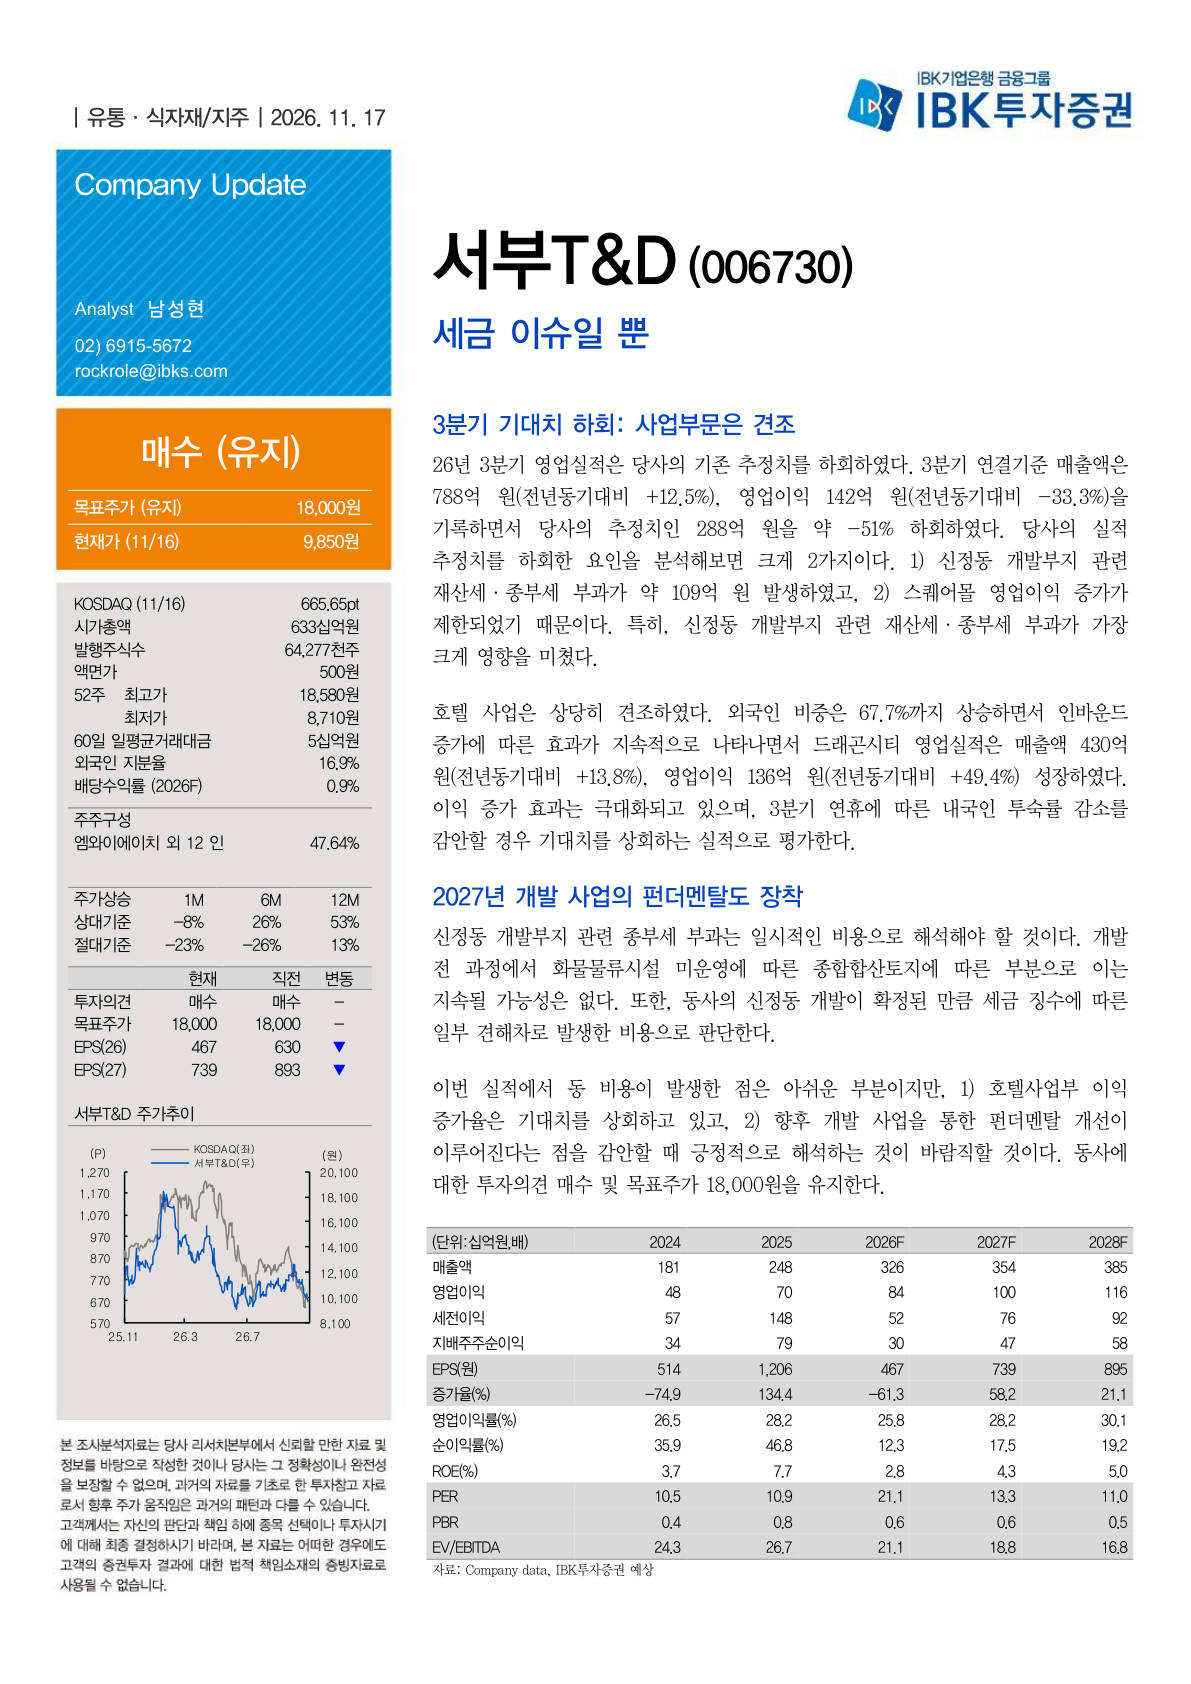 | 유통 · 식자재/지주 | 2026. 11. 17
IBK기업은행 금융그룹
IBK투자증권
Company Update
Analyst 남성현
02) 6915-5672
rockrole@ibks.com
매수 (유지)
목표주가 (유지) 18,000원
현재가 (11/16) 9,850원
KOSDAQ (11/16) 665.65pt
시가총액 633십억원
발행주식수 64,277천주
액면가 500원
52주 최고가 18,580원
최저가 8,710원
60일 일평균거래대금 5십억원
외국인 지분율 16.9%
배당수익률 (2026F) 0.9%
주주구성
엠와이에이치 외 12 인 47.64%
주가상승 1M 6M 12M
상대기준 -8% 26% 53%
절대기준 -23% -26% 13%
현재 직전 변동
투자의견 매수 매수 -
목표주가 18,000 18,000 -
EPS(26) 467 630 ▼
EPS(27) 739 893 ▼
서부T&D 주가추이
(P) KOSDAQ(좌) (원)
서부T&D(우)
1,270 20,100
1,170 18,100
1,070 16,100
970 14,100
870 12,100
770 10,100
670 8,100
570
25.11 26.3 26.7
본 조사분석자료는 당사 리서치본부에서 신뢰할 만한 자료 및
정보를 바탕으로 작성한 것이나 당사는 그 정확성이나 완전성
을 보장할 수 없으며, 과거의 자료를 기초로 한 투자참고 자료
로서 향후 주가 움직임은 과거의 패턴과 다를 수 있습니다.
고객께서는 자신의 판단과 책임 하에 종목 선택이나 투자시기
에 대해 최종 결정하시기 바라며, 본 자료는 어떠한 경우에도
고객의 증권투자 결과에 대한 법적 책임소재의 증빙자료로
사용될 수 없습니다.
서부T&D (006730)
세금 이슈일 뿐
3분기 기대치 하회: 사업부문은 견조
26년 3분기 영업실적은 당사의 기존 추정치를 하회하였다. 3분기 연결기준 매출액은
788억 원(전년동기대비 +12.5%), 영업이익 142억 원(전년동기대비 -33.3%)을
기록하면서 당사의 추정치인 288억 원을 약 -51% 하회하였다. 당사의 실적
추정치를 하회한 요인을 분석해보면 크게 2가지이다. 1) 신정동 개발부지 관련
재산세 · 종부세 부과가 약 109억 원 발생하였고, 2) 스퀘어몰 영업이익 증가가
제한되었기 때문이다. 특히, 신정동 개발부지 관련 재산세 · 종부세 부과가 가장
크게 영향을 미쳤다.
호텔 사업은 상당히 견조하였다. 외국인 비중은 67.7%까지 상승하면서 인바운드
증가에 따른 효과가 지속적으로 나타나면서 드래곤시티 영업실적은 매출액 430억
원(전년동기대비 +13.8%), 영업이익 136억 원(전년동기대비 +49.4%) 성장하였다.
이익 증가 효과는 극대화되고 있으며, 3분기 연휴에 따른 내국인 투숙률 감소를
감안할 경우 기대치를 상회하는 실적으로 평가한다.
2027년 개발 사업의 펀더멘탈도 장착
신정동 개발부지 관련 종부세 부과는 일시적인 비용으로 해석해야 할 것이다. 개발
전 과정에서 화물물류시설 미운영에 따른 종합합산토지에 따른 부분으로 이는
지속될 가능성은 없다. 또한, 동사의 신정동 개발이 확정된 만큼 세금 징수에 따른
일부 견해차로 발생한 비용으로 판단한다.
이번 실적에서 동 비용이 발생한 점은 아쉬운 부분이지만, 1) 호텔사업부 이익
증가율은 기대치를 상회하고 있고, 2) 향후 개발 사업을 통한 펀더멘탈 개선이
이루어진다는 점을 감안할 때 긍정적으로 해석하는 것이 바람직할 것이다. 동사에
대한 투자의견 매수 및 목표주가 18,000원을 유지한다.
(단위:십억원,배) 2024 2025 2026F 2027F 2028F
매출액 181 248 326 354 385
영업이익 48 70 84 100 116
세전이익 57 148 52 76 92
지배주주순이익 34 79 30 47 58
EPS(원) 514 1,206 467 739 895
증가율(%) -74.9 134.4 -61.3 58.2 21.1
영업이익률(%) 26.5 28.2 25.8 28.2 30.1
순이익률(%) 35.9 46.8 12.3 17.5 19.2
ROE(%) 3.7 7.7 2.8 4.3 5.0
PER 10.5 10.9 21.1 13.3 11.0
PBR 0.4 0.8 0.6 0.6 0.5
EV/EBITDA 24.3 26.7 21.1 18.8 16.8
자료: Company data, IBK투자증권 예상